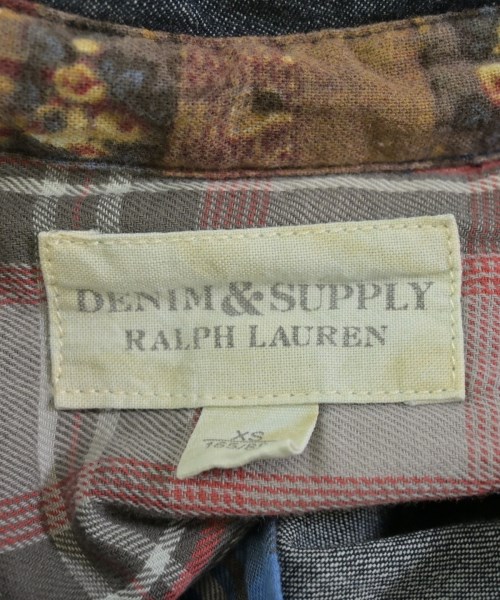 DENIM & SUPPLY
RALPH LAUREN
XS